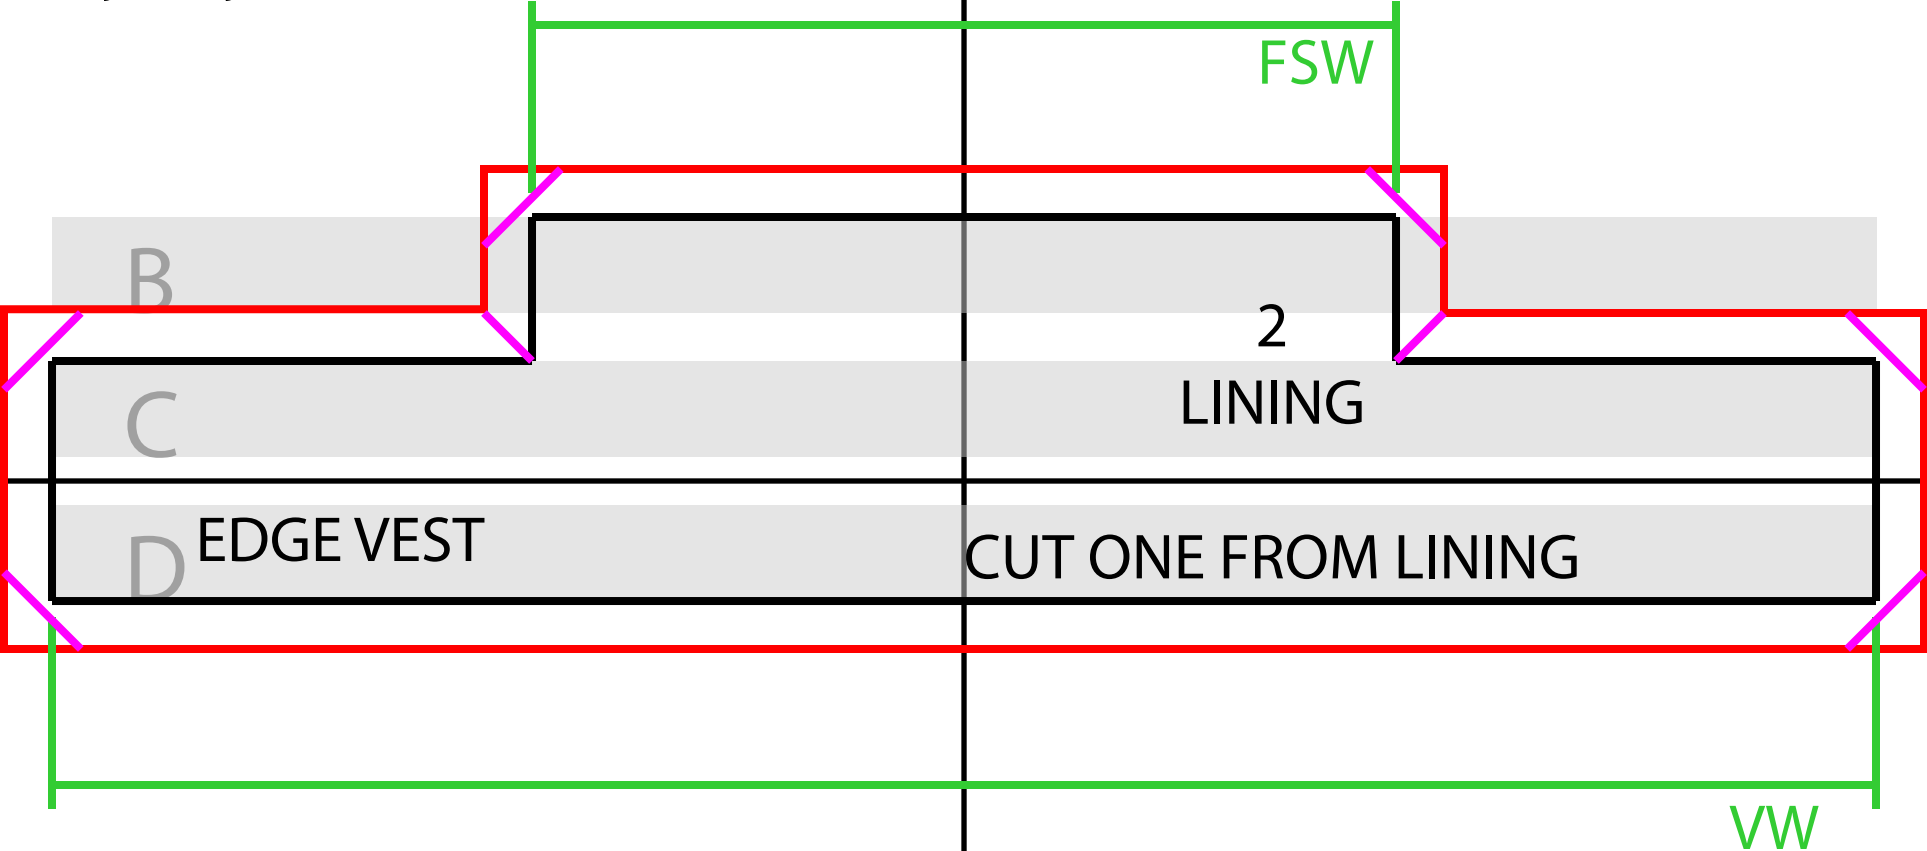 FSW
B
2
C
LINING
D
EDGE VEST
CUT ONE FROM LINING
VW